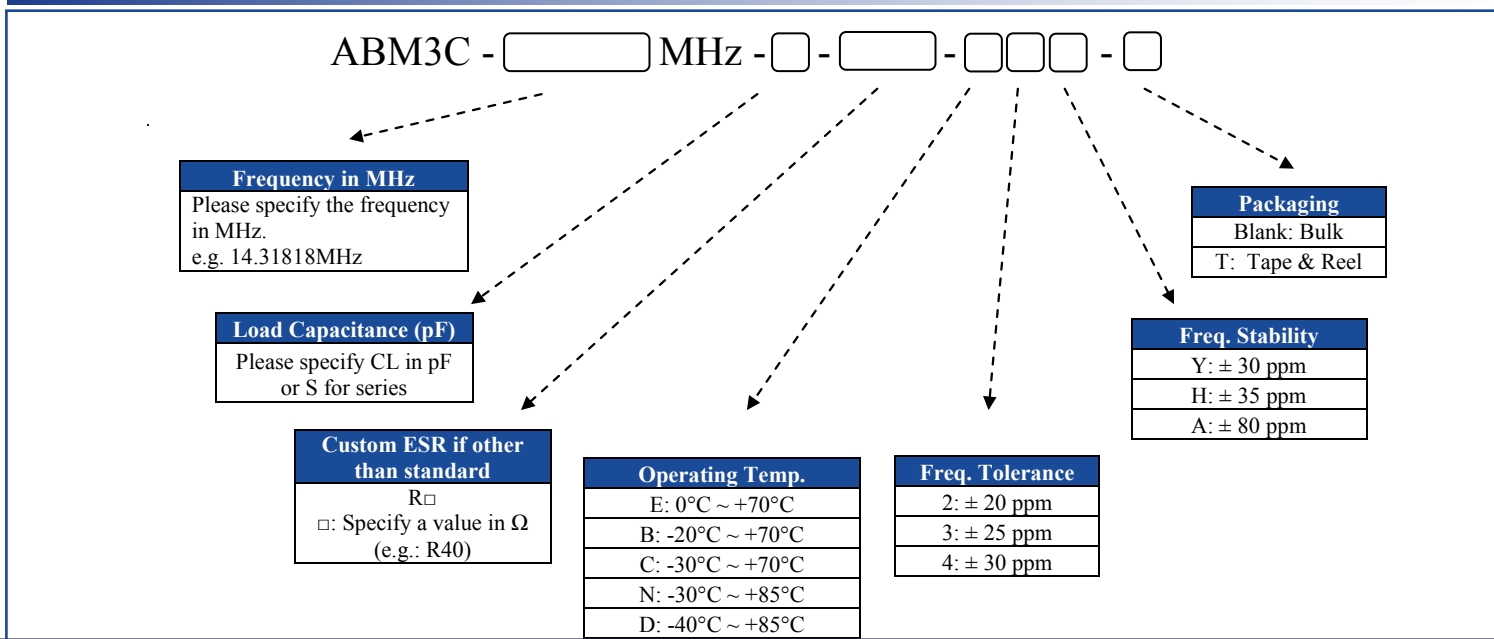 ABM3C - MHz - - -
Frequency in MHz
Please specify the frequency
in MHz.
e.g. 14.31818MHz
Load Capacitance (pF)
Please specify CL in pF
or S for series
Custom ESR if other
than standard
R□
□: Specify a value in Ω
(e.g.: R40)
Operating Temp.
E: 0°C ~ +70°C
B: -20°C ~ +70°C
C: -30°C ~ +70°C
N: -30°C ~ +85°C
D: -40°C ~ +85°C
Freq. Tolerance
2: ± 20 ppm
3: ± 25 ppm
4: ± 30 ppm
Freq. Stability
Y: ± 30 ppm
H: ± 35 ppm
A: ± 80 ppm
Packaging
Blank: Bulk
T: Tape & Reel